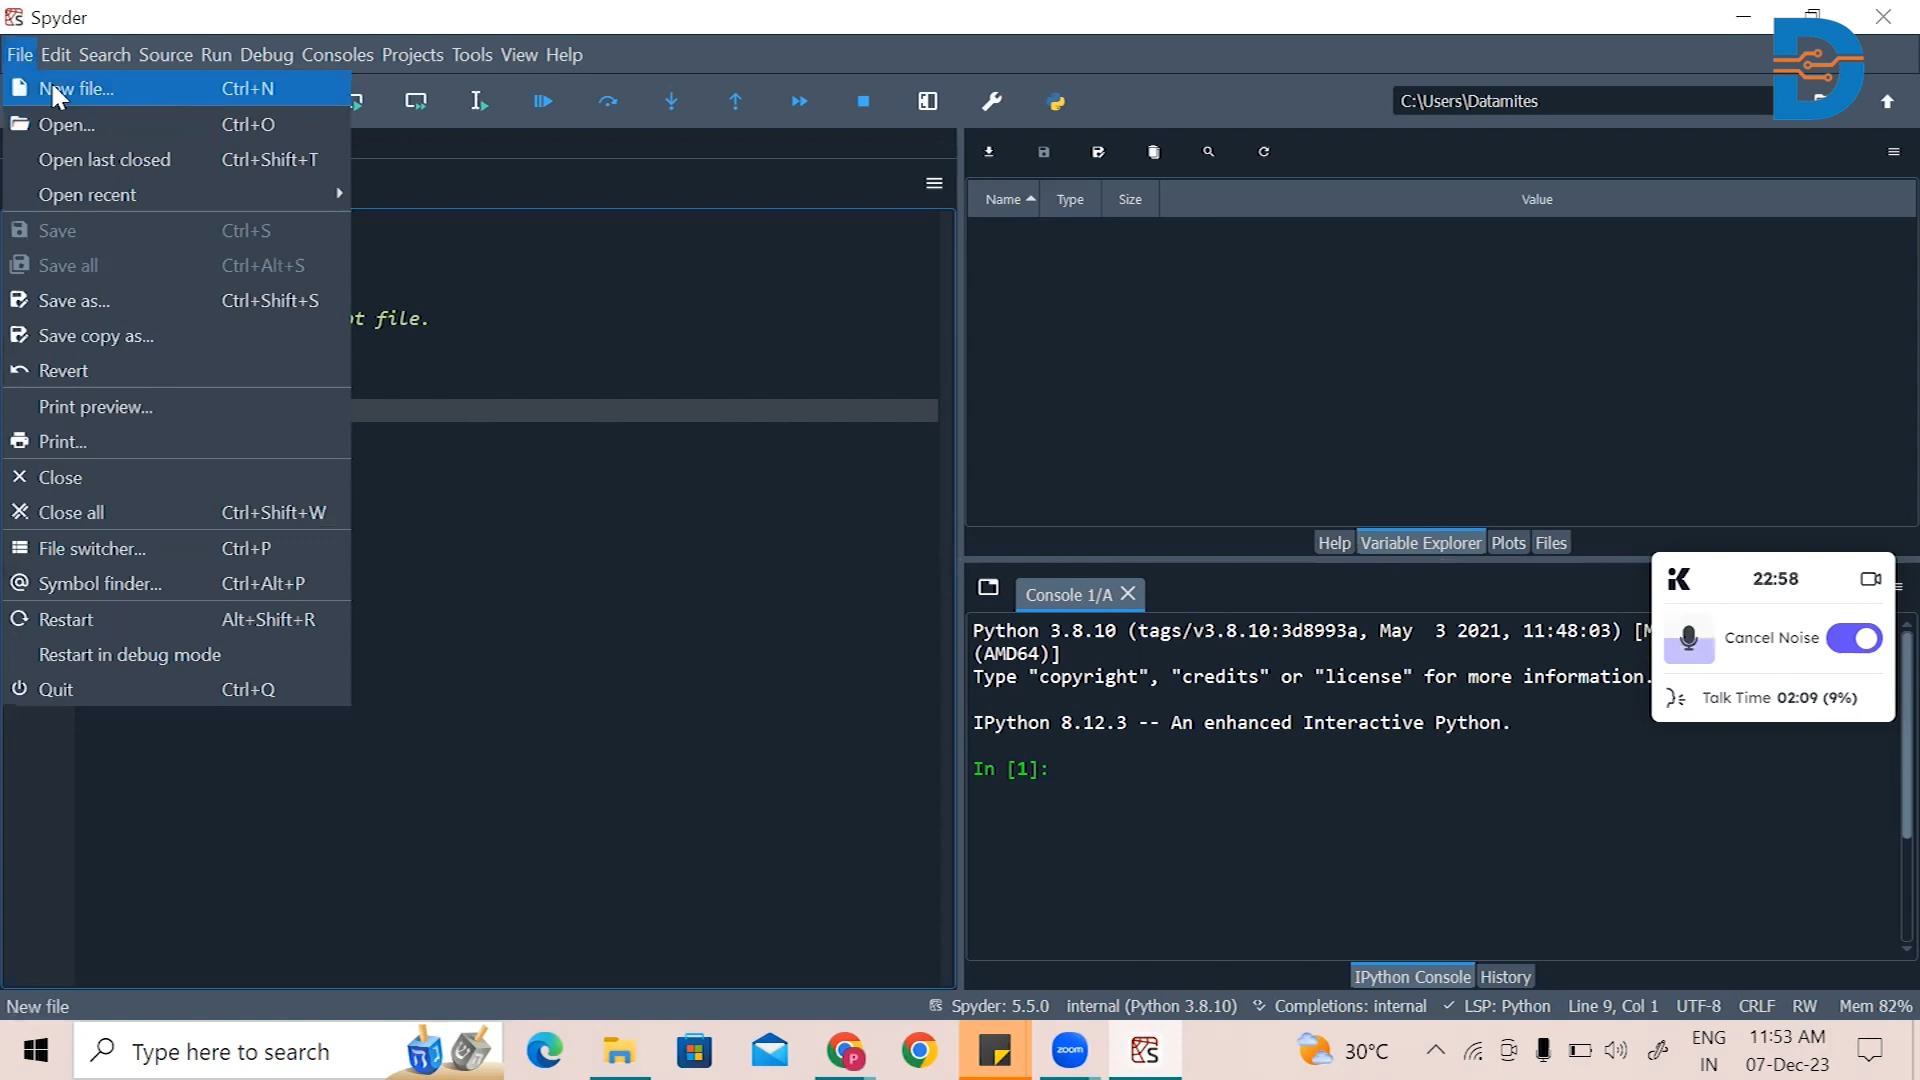 Spyder
File Edit Search Source Run Debug Consoles Projects Tools View Help
New file... Ctrl+N
Open... Ctrl+O
Open last closed Ctrl+Shift+T
Open recent
Save Ctrl+S
Save all Ctrl+Alt+S
Save as... Ctrl+Shift+S
Save copy as...
Revert
Print preview...
Print...
Close
Close all Ctrl+Shift+W
File switcher... Ctrl+P
Symbol finder... Ctrl+Alt+P
Restart Alt+Shift+R
Restart in debug mode
Quit Ctrl+Q
file.
C:\Users\Datamites
Name Type Size Value
Help Variable Explorer Plots Files
Console 1/A
Python 3.8.10 (tags/v3.8.10:3d8993a, May 3 2021, 11:48:03) [
(AMD64)]
Type "copyright", "credits" or "license" for more information.
IPython 8.12.3 -- An enhanced Interactive Python.
In [1]:
22:58
Cancel Noise
Talk Time 02:09 (9%)
IPython Console History
New file
Spyder: 5.5.0 internal (Python 3.8.10) Completions: internal LSP: Python Line 9, Col 1 UTF-8 CRLF RW Mem 82%
Type here to search
zoom
30°C
ENG
IN
11:53 AM
07-Dec-23